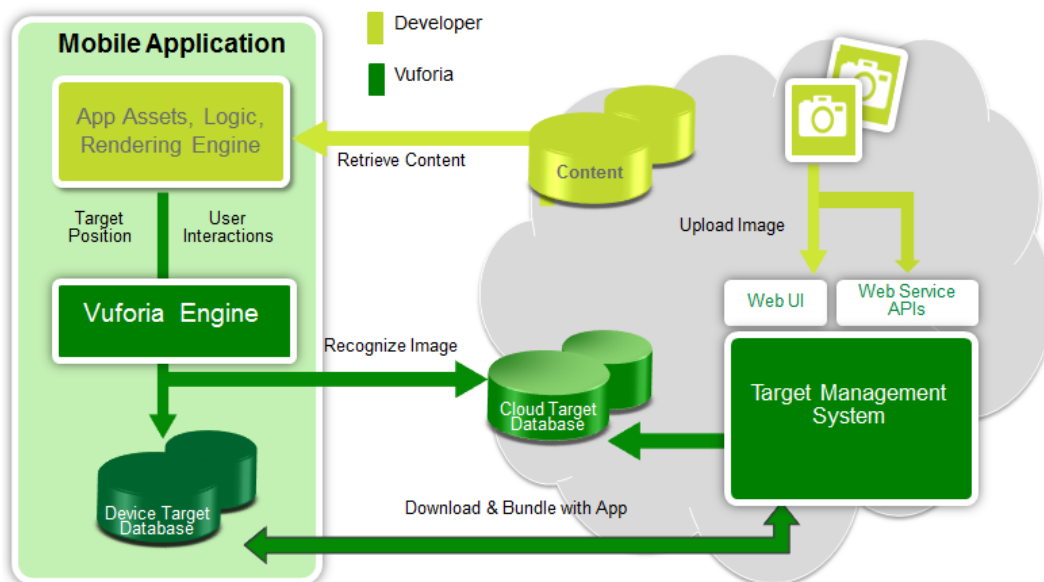 Mobile Application
Developer
Vuforia
App Assets, Logic,
Rendering Engine
Retrieve Content
Content
Target
Position
User
Interactions
Upload Image
Vuforia Engine
Web UI
Web Service
APIs
Recognize Image
Cloud Target
Database
Target Management
System
Device Target
Database
Download & Bundle with App